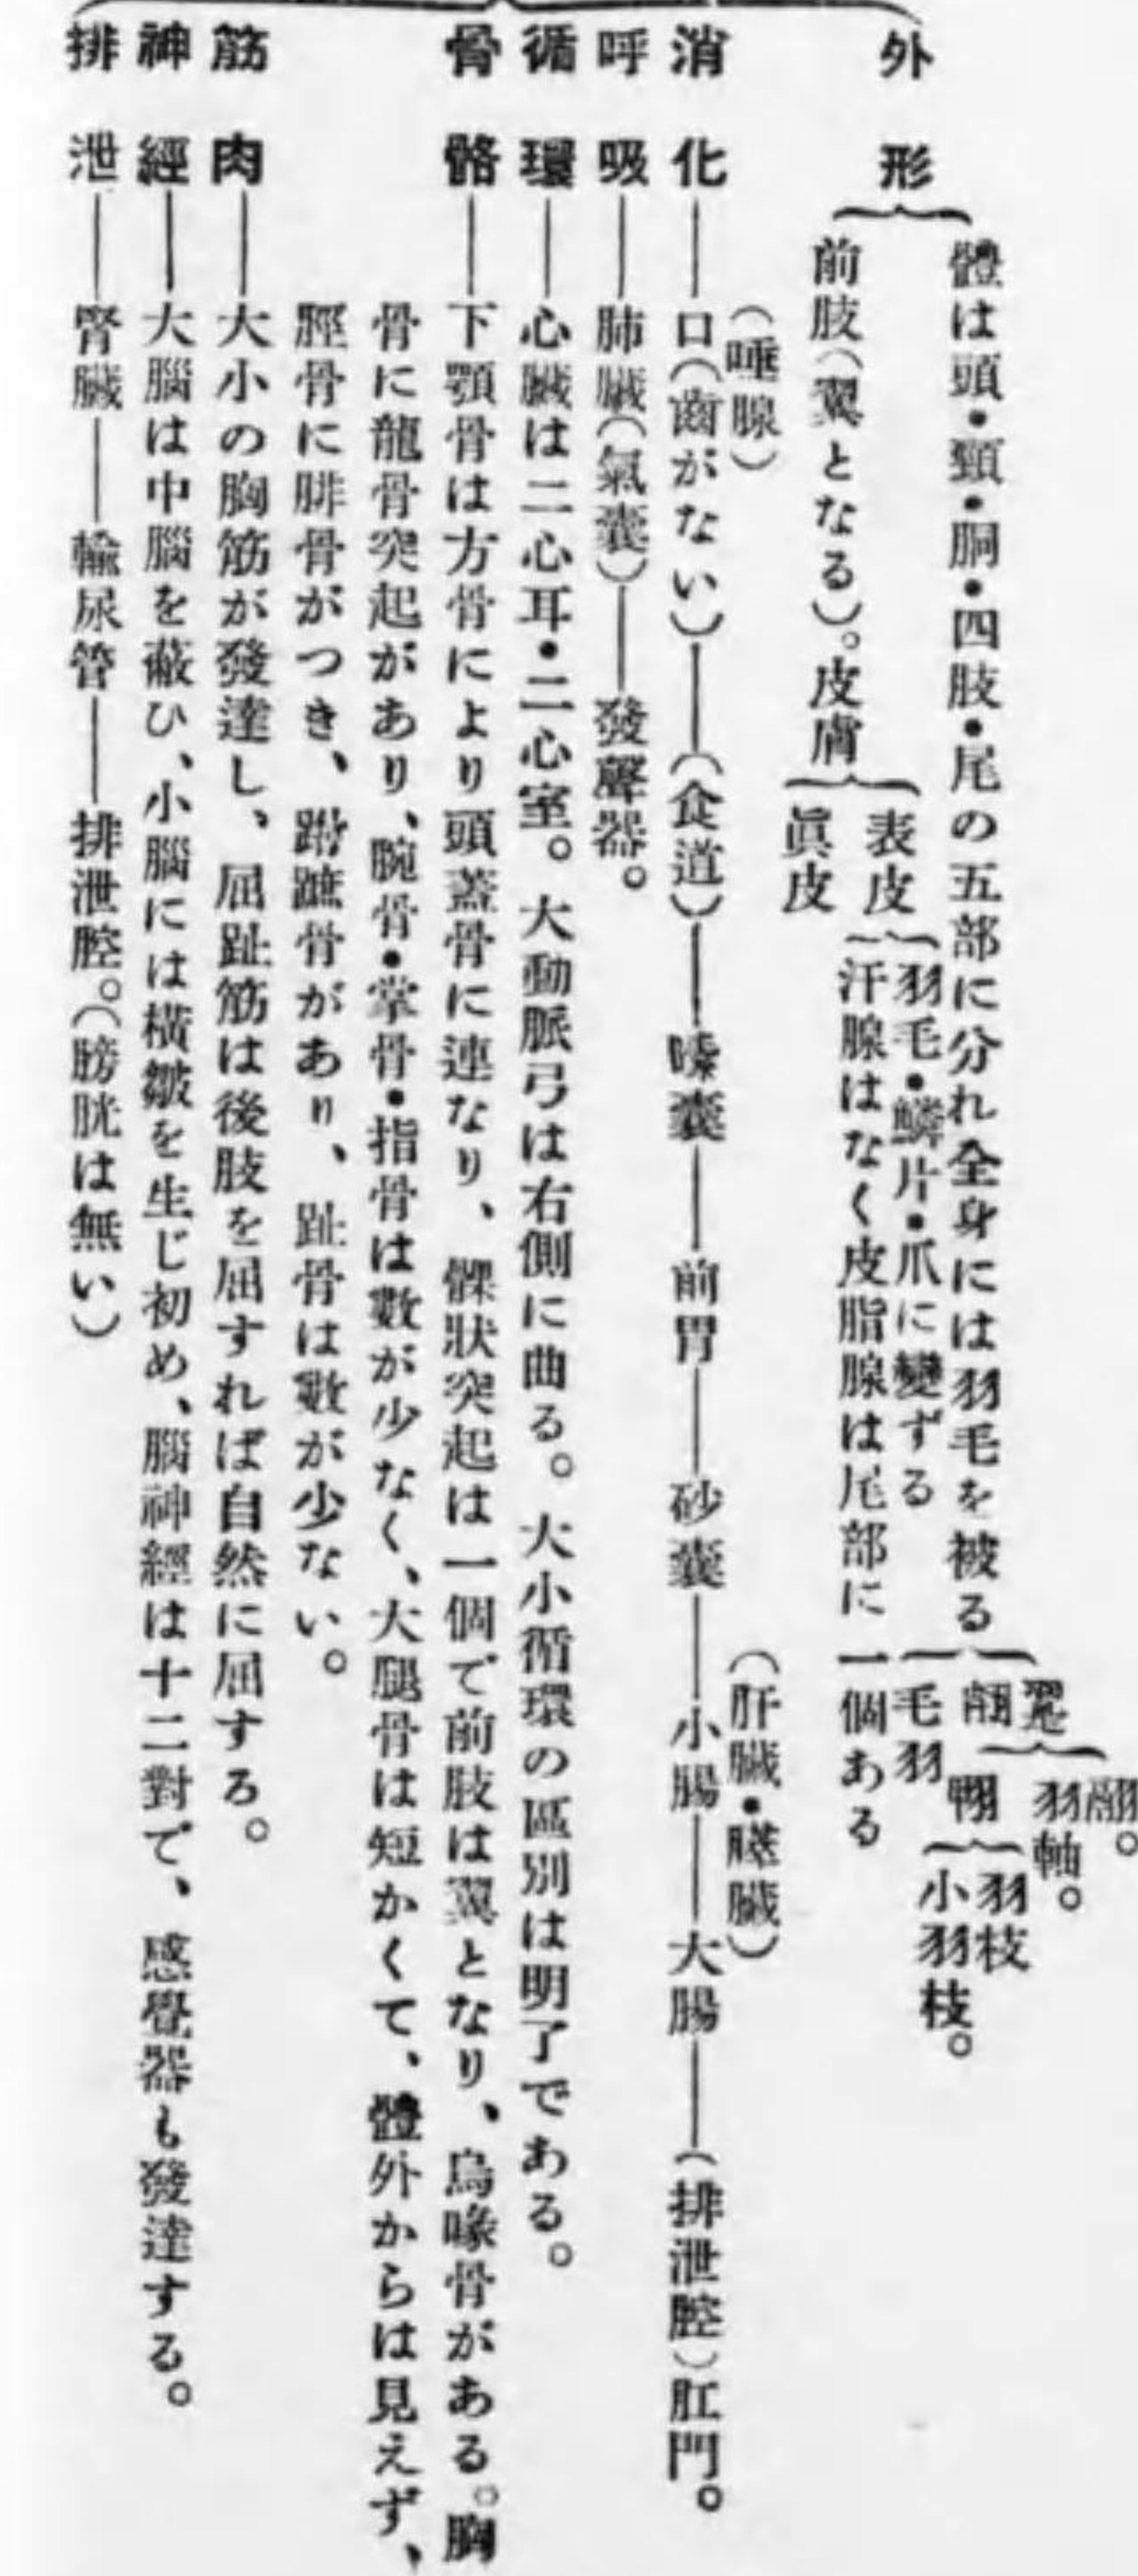 外形
體は頭・頸・胴・四肢・尾の五部に分れ全身には羽毛を被る
前肢(翼となる)。皮膚
表皮
眞皮
羽毛・鱗片・爪に變ずる
汗腺はなく皮脂腺は尾部に一個ある
毛羽
羽軸。
羽枝
小羽枝。
消化――口(齒がない)――(食道)――嗉嚢――前胃――砂嚢――小腸――大腸――(排泄腔)肛門。
(唾腺)
(肝臟・膵臟)
呼吸――肺臟(氣嚢)――發聲器。
循環――心臟は二心耳・二心室。大動脈弓は右側に曲る。大小循環の區別は明了である。
骨骼――下顎骨は方骨により頭蓋骨に連なり、髁狀突起は一個で前肢は翼となり、烏喙骨がある。胸
骨に龍骨突起があり、腕骨・掌骨・指骨は數が少なく、大腿骨は短かくて、體外からは見えず、
脛骨に腓骨がつき、跗蹠骨があり、趾骨は數が少ない。
筋肉――大小の胸筋が發達し、屈趾筋は後肢を屈すれば自然に屈する。
神經――大腦は中腦を蔽ひ、小腦には橫皺を生じ初め、腦神經は十二對で、感覺器も發達する。
排泄――腎臟――輸尿管――排泄腔。(膀胱は無い)